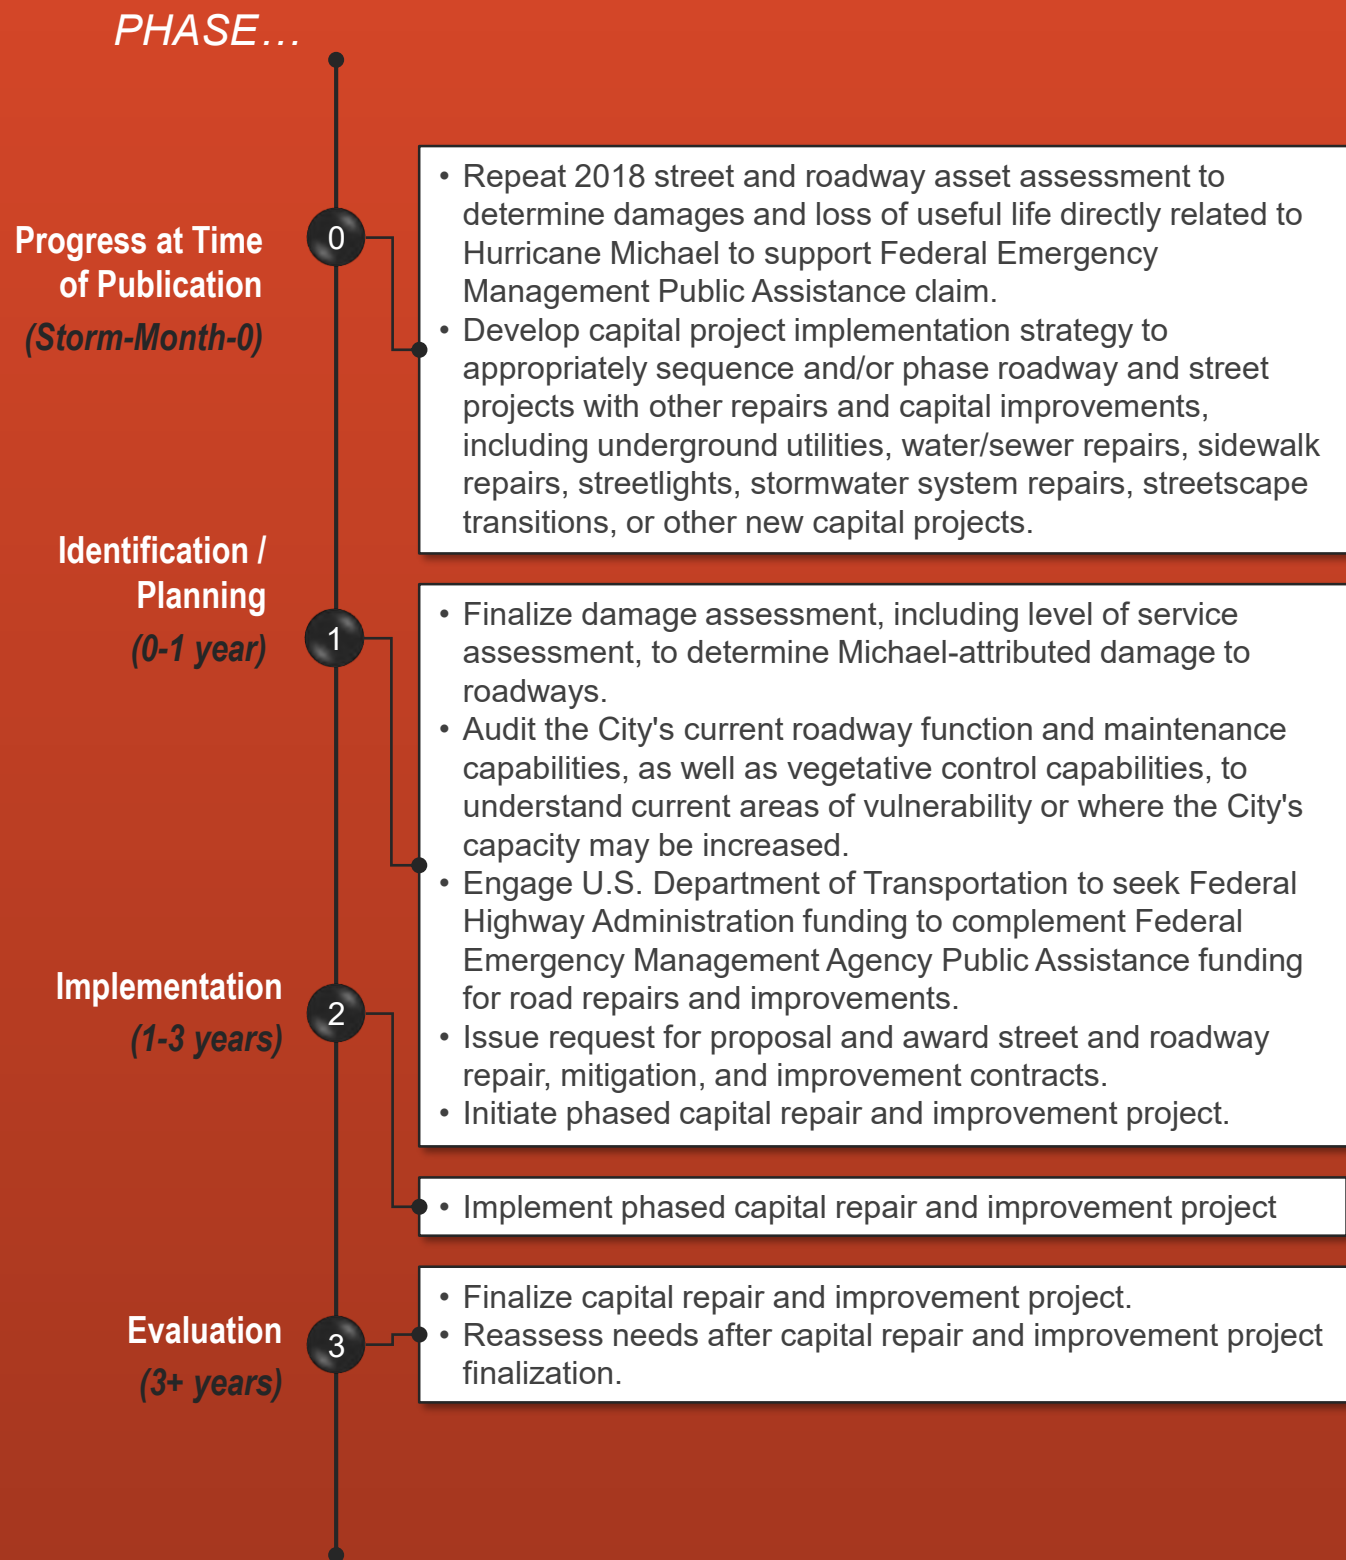 PHASE…
Progress at Time
of Publication
(Storm-Month-0)
0
• Repeat 2018 street and roadway asset assessment to
determine damages and loss of useful life directly related to
Hurricane Michael to support Federal Emergency
Management Public Assistance claim.
• Develop capital project implementation strategy to
appropriately sequence and/or phase roadway and street
projects with other repairs and capital improvements,
including underground utilities, water/sewer repairs, sidewalk
repairs, streetlights, stormwater system repairs, streetscape
transitions, or other new capital projects.
Identification /
Planning
(0-1 year)
1
• Finalize damage assessment, including level of service
assessment, to determine Michael-attributed damage to
roadways.
• Audit the City's current roadway function and maintenance
capabilities, as well as vegetative control capabilities, to
understand current areas of vulnerability or where the City's
capacity may be increased.
• Engage U.S. Department of Transportation to seek Federal
Highway Administration funding to complement Federal
Emergency Management Agency Public Assistance funding
for road repairs and improvements.
• Issue request for proposal and award street and roadway
repair, mitigation, and improvement contracts.
• Initiate phased capital repair and improvement project.
Implementation
(1-3 years)
2
• Implement phased capital repair and improvement project
Evaluation
(3+ years)
3
• Finalize capital repair and improvement project.
• Reassess needs after capital repair and improvement project
finalization.